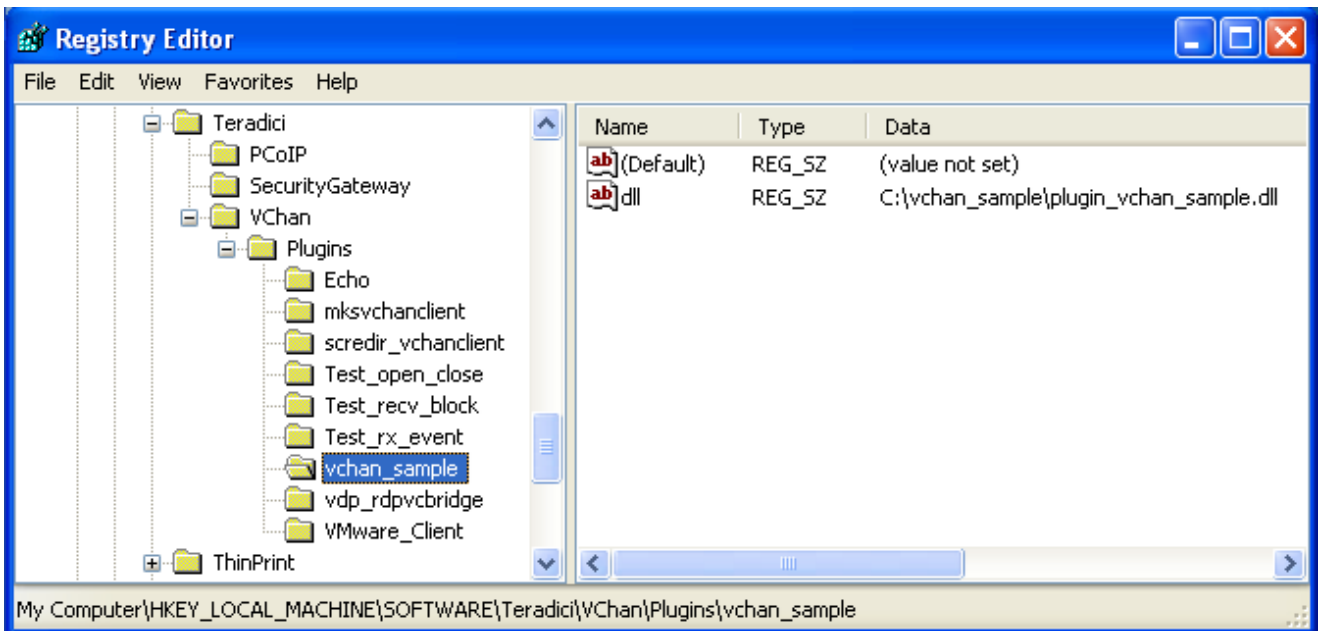 Registry Editor
File Edit View Favorites Help
Teradici
PCoIP
SecurityGateway
VChan
Plugins
Echo
mksvchanclient
scredir_vchanclient
Test_open_close
Test_recv_block
Test_rx_event
vchan_sample
vdp_rdpvcbridge
VMware_Client
ThinPrint
Name Type Data
ab (Default) REG_SZ (value not set)
ab dll REG_SZ C:\vchan_sample\plugin_vchan_sample.dll
My Computer\HKEY_LOCAL_MACHINE\SOFTWARE\Teradici\VChan\Plugins\vchan_sample